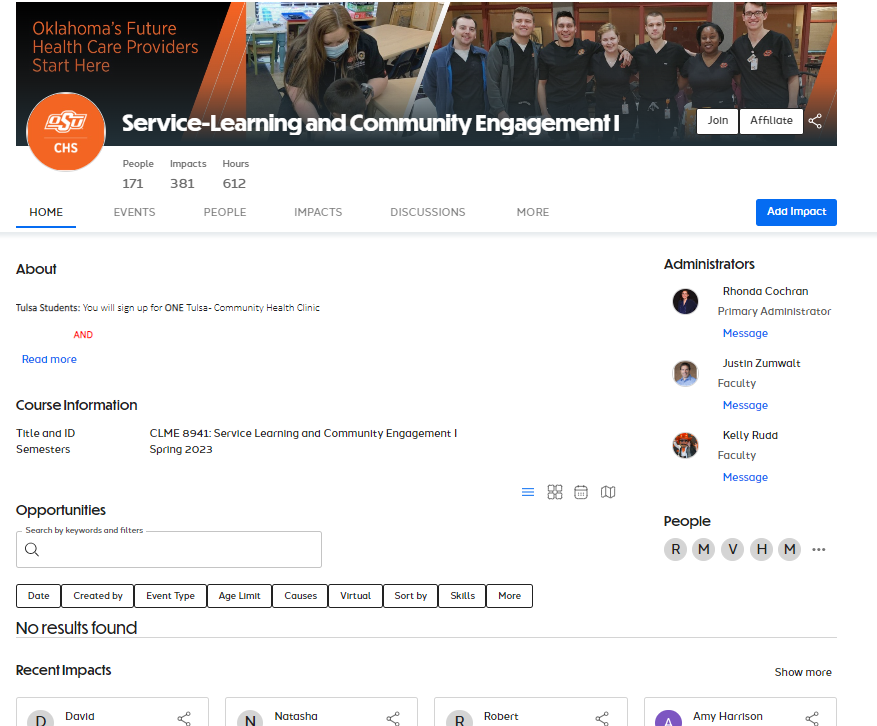 Oklahoma's Future
Health Care Providers
Start Here
OSU
CHS
Service-Learning and Community Engagement I
Join
Affiliate
People
Impacts
Hours
171
381
612
HOME
EVENTS
PEOPLE
IMPACTS
DISCUSSIONS
MORE
Add Impact
About
Tulsa Students: You will sign up for ONE Tulsa- Community Health Clinic
AND
Read more
Course Information
Title and ID
CLME 8941: Service Learning and Community Engagement I
Semesters
Spring 2023
Opportunities
Search by keywords and filters
Date
Created by
Event Type
Age Limit
Causes
Virtual
Sort by
Skills
More
No results found
Recent Impacts
Show more
D
David
N
Natasha
R
Robert
A
Amy Harrison
Administrators
Rhonda Cochran
Primary Administrator
Message
Justin Zumwalt
Faculty
Message
Kelly Rudd
Faculty
Message
People
R
M
V
H
M